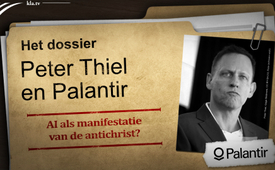 kla.tv
Het dossier
Peter Thiel
en Palantir
AI als manifestatie
van de antichrist?
Palantir